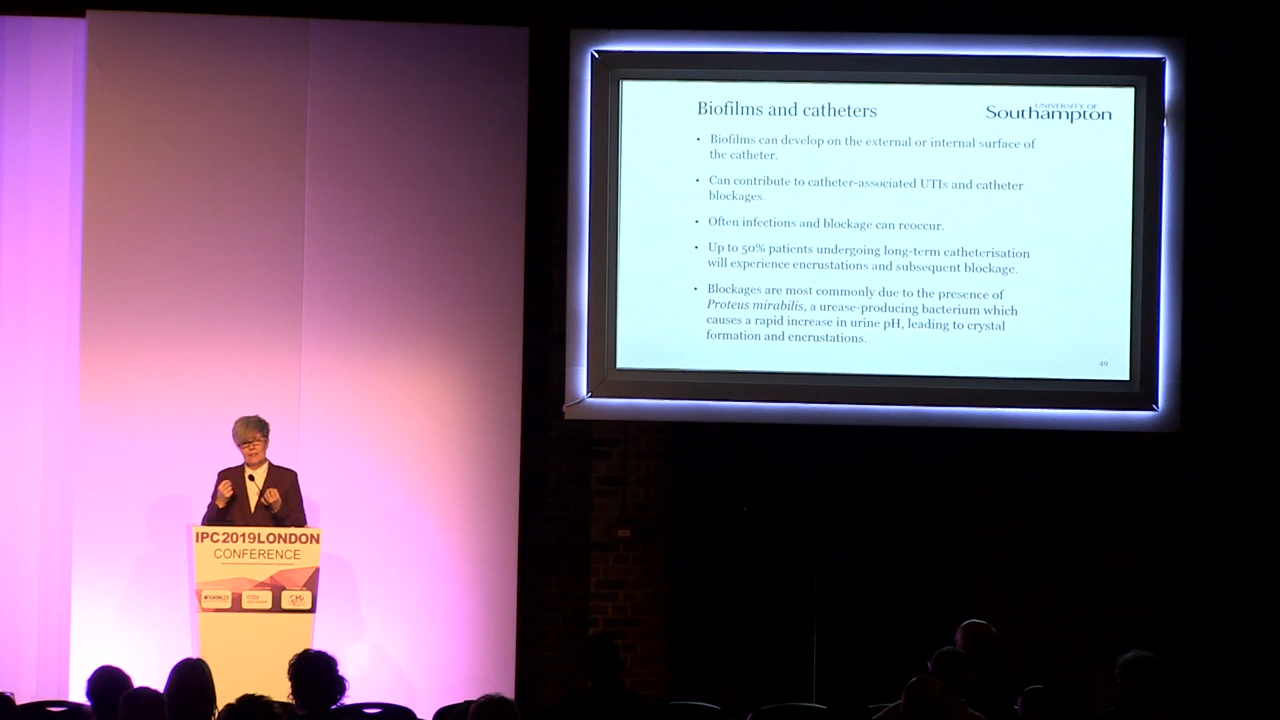 Biofilms and catheters
UNIVERSITY OF
Southampton
• Biofilms can develop on the external or internal surface of
the catheter.
• Can contribute to catheter-associated UTIs and catheter
blockages.
• Often infections and blockage can reoccur.
• Up to 50% patients undergoing long-term catheterisation
will experience encrustations and subsequent blockage.
• Blockages are most commonly due to the presence of
Proteus mirabilis, a urease-producing bacterium which
causes a rapid increase in urine pH, leading to crystal
formation and encrustations.
49
IPC2019LONDON
CONFERENCE